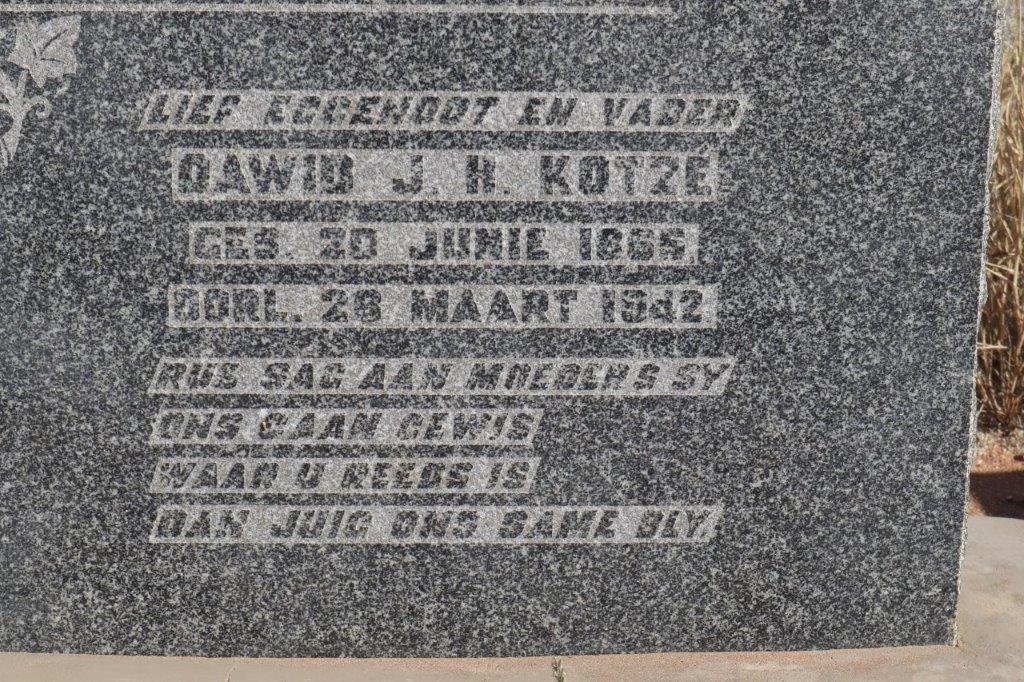 LIEF EGGENOOT EN VADER
DAWID J. H. KOTZE
GEB. 20 JUNIE 1865
OORL. 28 MAART 1942
RUS SAG AAN MOEDERS SY
ONS GAAN GEWIS
WAAR U REEDS IS
DAN JUIG ONS SAME BLY